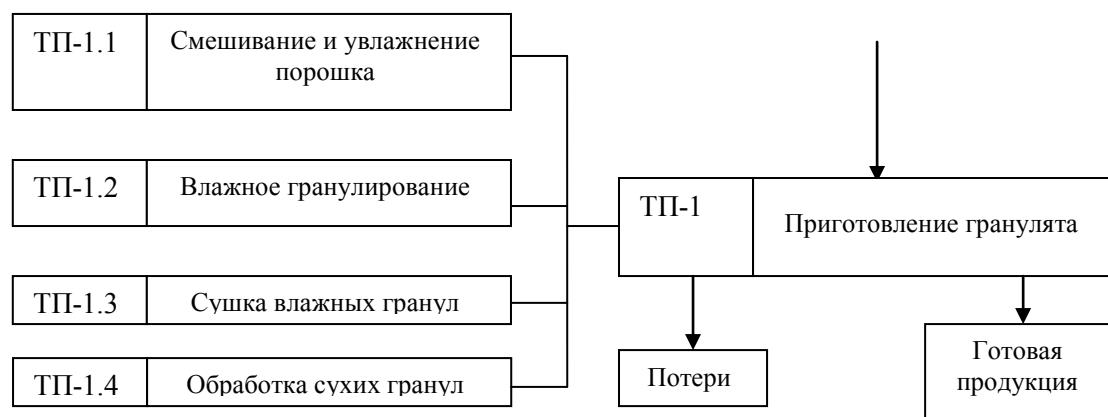 ТП-1.1
Смешивание и увлажнение
порошка
ТП-1.2
Влажное гранулирование
ТП-1.3
Сушка влажных гранул
ТП-1.4
Обработка сухих гранул
ТП-1
Приготовление гранулята
Потери
Готовая
продукция